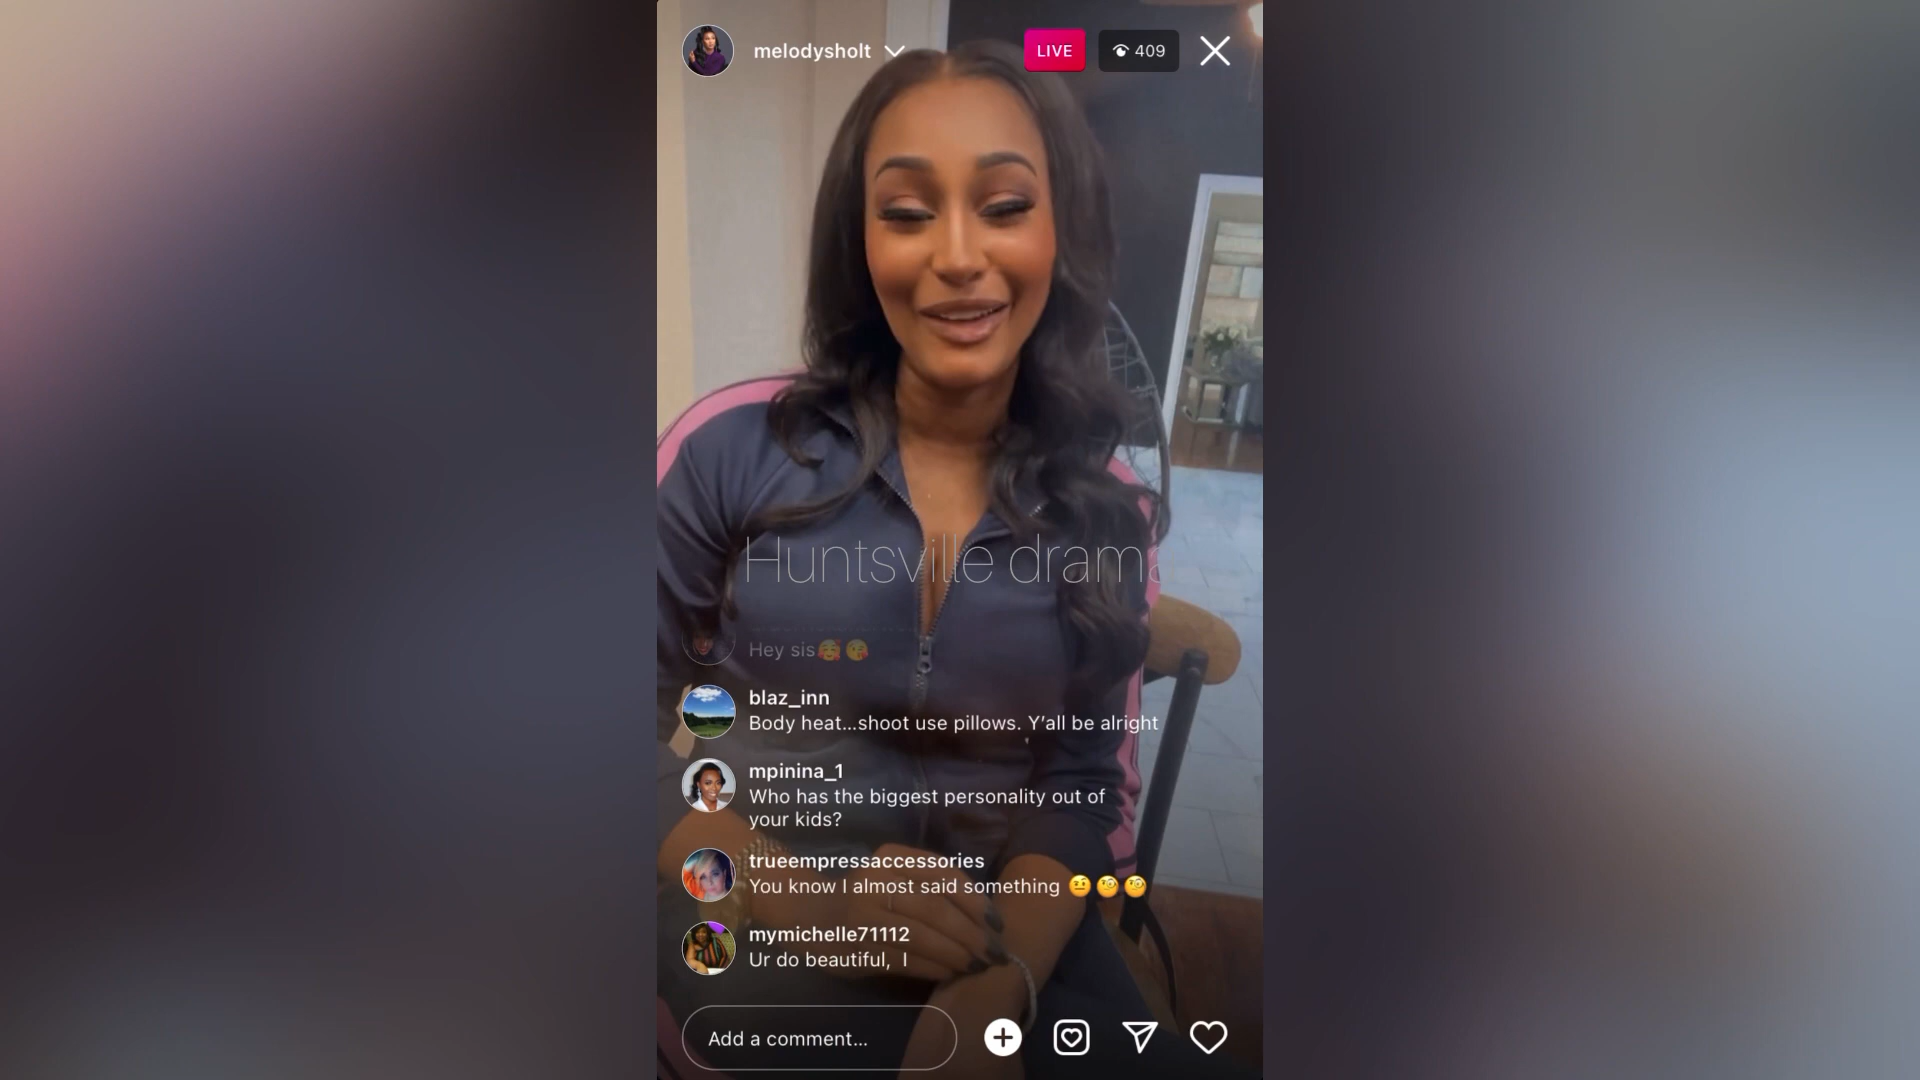 melodysholt
LIVE
409
Huntsville drama
Hey sis🥰😘
blaz_inn
Body heat...shoot use pillows. Y’all be alright
mpinina_1
Who has the biggest personality out of
your kids?
trueempressaccessories
You know I almost said something 🤨🧐🧐
mymichelle71112
Ur do beautiful, I
Add a comment...